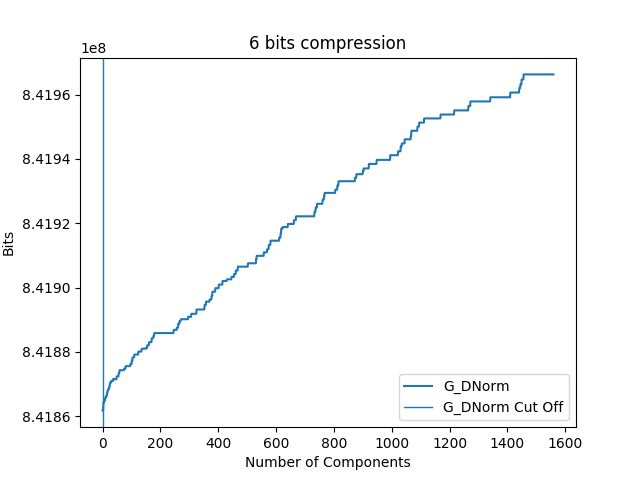 6 bits compression
1e8
8.4196
8.4194
8.4192
8.4190
8.4188
8.4186
Bits
0 200 400 600 800 1000 1200 1400 1600
Number of Components
G_DNorm
G_DNorm Cut Off